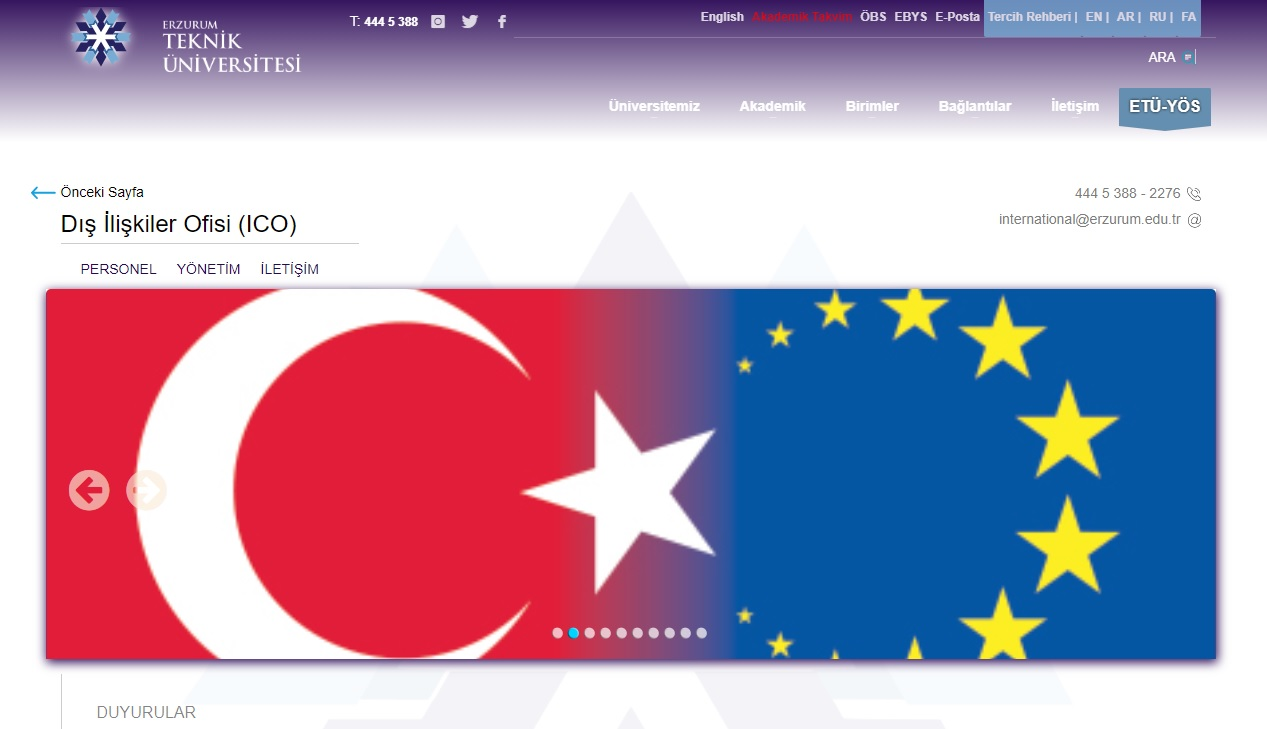 ERZURUM
TEKNİK
ÜNİVERSİTESİ
T: 444 5 388
English Akademik Takvim ÖBS EBYS E-Posta Tercih Rehberi | EN | AR | RU | FA
ARA
Üniversitemiz Akademik Birimler Bağlantılar İletişim ETÜ-YÖS
Önceki Sayfa
Dış İlişkiler Ofisi (ICO)
444 5 388 - 2276
international@erzurum.edu.tr @
PERSONEL YÖNETİM İLETİŞİM
DUYURULAR